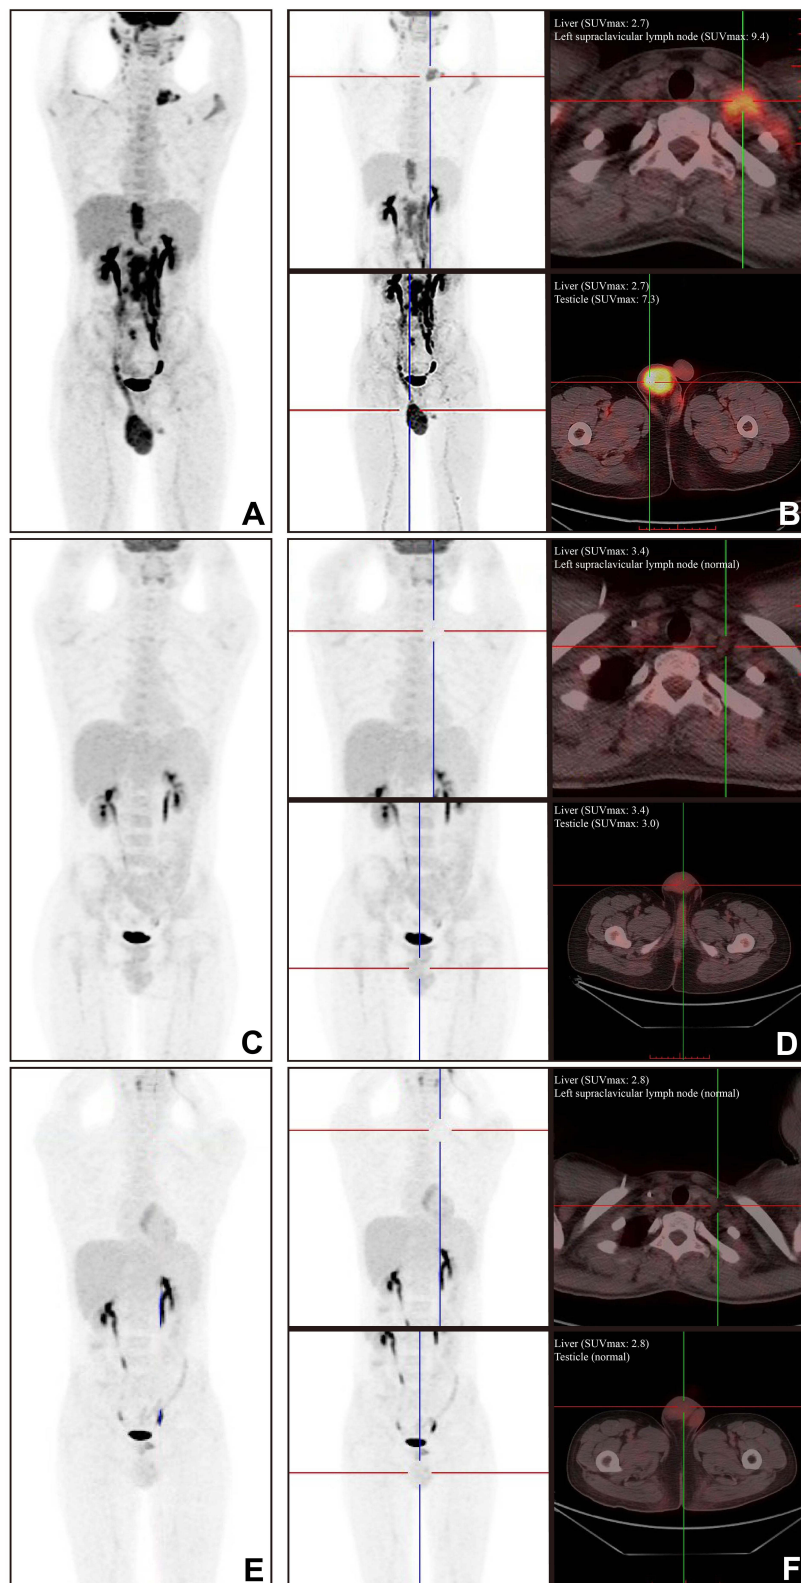 Liver (SUVmax: 2.7)
Left supraclavicular lymph node (SUVmax: 9.4)
Liver (SUVmax: 2.7)
Testicle (SUVmax: 7.3)
A
B
Liver (SUVmax: 3.4)
Left supraclavicular lymph node (normal)
Liver (SUVmax: 3.4)
Testicle (SUVmax: 3.0)
C
D
Liver (SUVmax: 2.8)
Left supraclavicular lymph node (normal)
Liver (SUVmax: 2.8)
Testicle (normal)
E
F